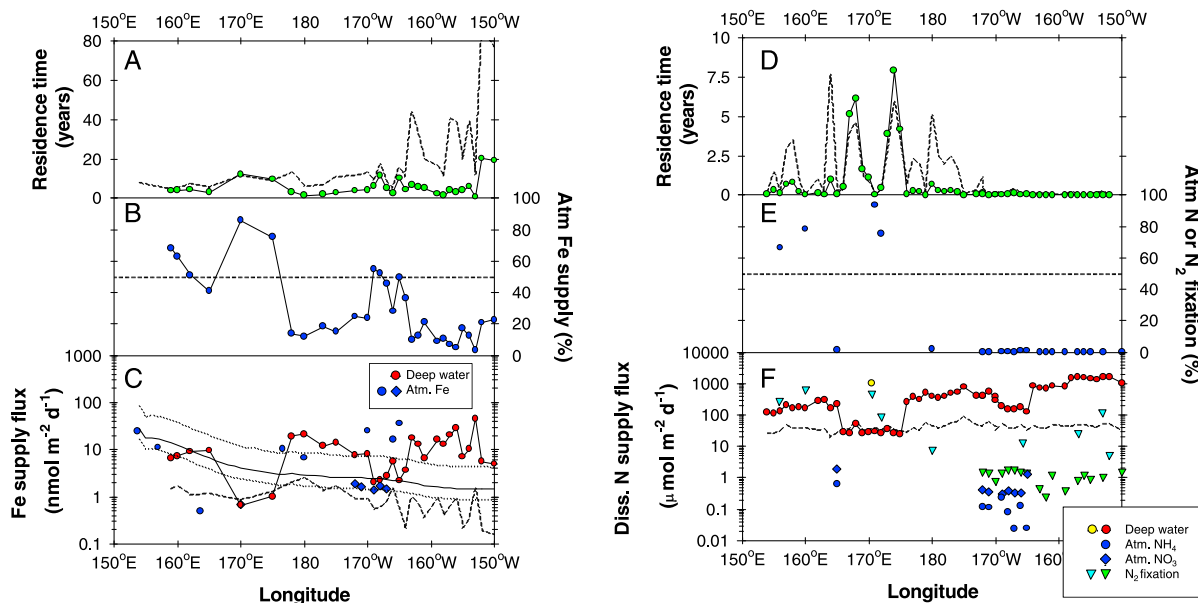 150°E 160°E 170°E 180° 170°W 160°W 150°W
80
60
40
20
0
A
Residence time
(years)
100
80
60
40
20
0
B
Atm Fe supply (%)
1000
100
10
1
0.1
C
Deep water
Atm. Fe
Fe supply flux
(nmol m⁻² d⁻¹)
150°E 160°E 170°E 180° 170°W 160°W 150°W
Longitude
150°E 160°E 170°E 180° 170°W 160°W 150°W
10
7.5
5
2.5
0
D
Residence time
(years)
100
80
60
40
20
0
E
Atm N or
N₂ fixation (%)
10000
1000
100
10
1
0.1
0.01
F
Diss. N supply flux
(μmol m⁻² d⁻¹)
150°E 160°E 170°E 180° 170°W 160°W 150°W
Longitude
Deep water
Atm. NH₄
Atm. NO₃
N₂ fixation